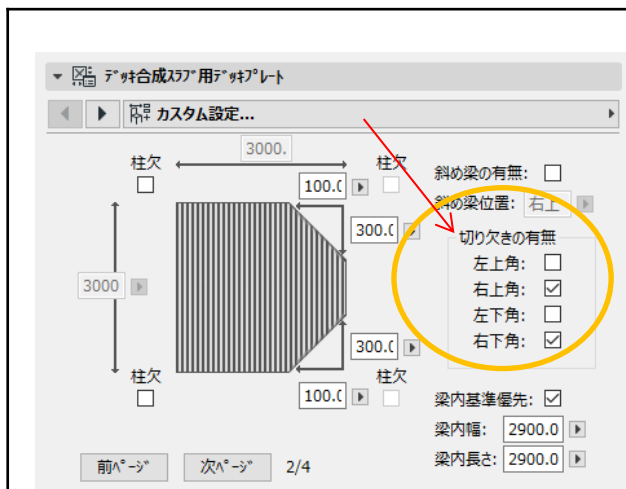 ﾃﾞｯｷ合成ｽﾗﾌﾞ用ﾃﾞｯｷﾌﾟﾚｰﾄ
カスタム設定...
3000.
柱欠
柱欠
斜め梁の有無:
100.(
斜め梁位置: 右上
300.(
切り欠きの有無
左上角:
右上角:
3000
左下角:
右下角:
300.(
柱欠
柱欠
100.(
梁内基準優先:
梁内幅: 2900.0
梁内長さ: 2900.0
前ﾍﾟｰｼﾞ 次ﾍﾟｰｼﾞ 2/4